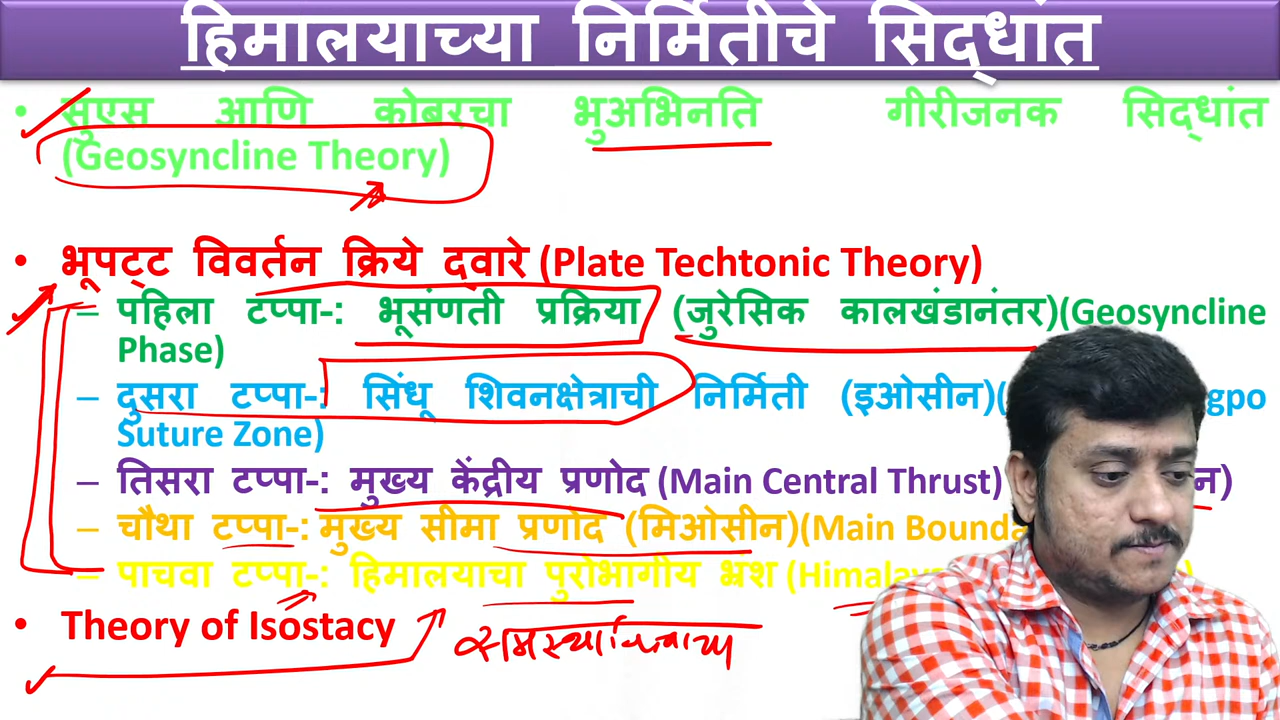 हिमालयाच्या निर्मितीचे सिद्धांत
• सुएस आणि कोबरचा भुअभिनति गीरीजनक सिद्धांत
(Geosyncline Theory)
• भूपट्ट विवर्तन क्रिये द्वारे (Plate Techtonic Theory)
– पहिला टप्पा-: भूसंणती प्रक्रिया (जुरेसिक कालखंडानंतर)(Geosyncline
Phase)
– दुसरा टप्पा-: सिंधू शिवनक्षेत्राची निर्मिती (इओसीन)(
Suture Zone)
– तिसरा टप्पा-: मुख्य केंद्रीय प्रणोद (Main Central Thrust)
– चौथा टप्पा-: मुख्य सीमा प्रणोद (मिओसीन)(Main
– पाचवा टप्पा-: हिमालयाचा पुरोभागीय भ्रंश
• Theory of Isostacy